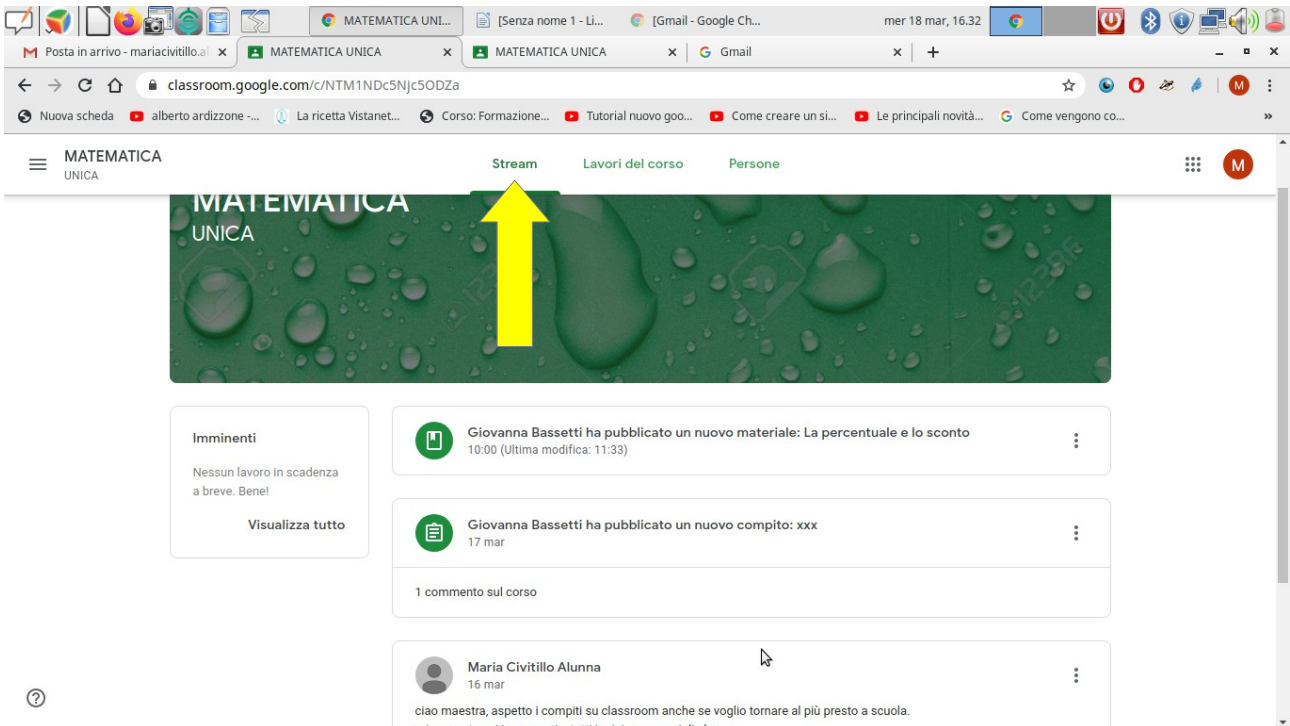 MATEMATICA UNI...
[Senza nome 1 - Li...
[Gmail - Google Ch...
mer 18 mar, 16.32
Posta in arrivo - mariacivitillo.al
MATEMATICA UNICA
MATEMATICA UNICA
Gmail
classroom.google.com/c/NTM1NDc5Njc5ODZa
M
Nuova scheda
alberto ardizzone -...
La ricetta Vistanet...
Corso: Formazione...
Tutorial nuovo goo...
Come creare un si...
Le principali novità...
Come vengono co...
MATEMATICA
UNICA
Stream
Lavori del corso
Persone
M
MATEMATICA
UNICA
123RF
Imminenti
Nessun lavoro in scadenza
a breve. Bene!
Visualizza tutto
Giovanna Bassetti ha pubblicato un nuovo materiale: La percentuale e lo sconto
10:00 (Ultima modifica: 11:33)
Giovanna Bassetti ha pubblicato un nuovo compito: xxx
17 mar
1 commento sul corso
Maria Civitillo Alunna
16 mar
ciao maestra, aspetto i compiti su classroom anche se voglio tornare al più presto a scuola.